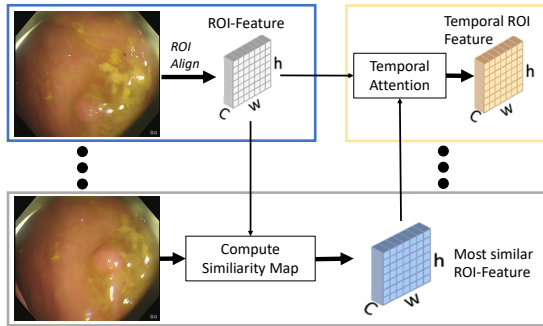 ROI-Feature
ROI
Align
h
C
w
Temporal
Attention
Temporal ROI
Feature
h
C
w
Compute
Similiarity Map
h
C
w
Most similar
ROI-Feature